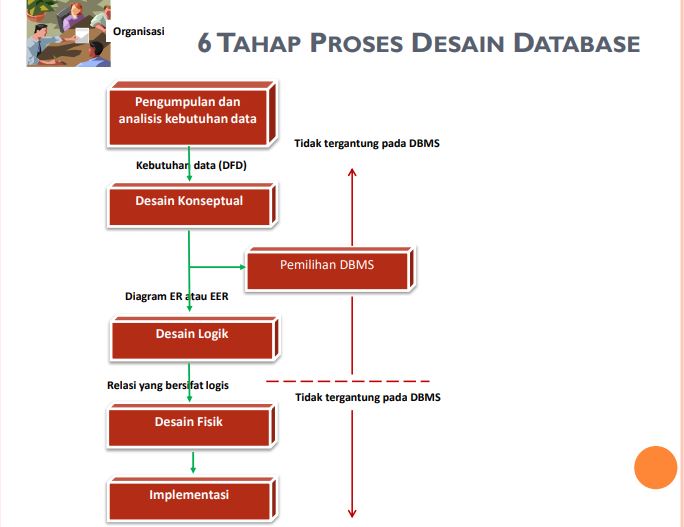 Organisasi
6 TAHAP PROSES DESAIN DATABASE
Pengumpulan dan
analisis kebutuhan data
Tidak tergantung pada DBMS
Kebutuhan data (DFD)
Desain Konseptual
Pemilihan DBMS
Diagram ER atau EER
Desain Logik
Relasi yang bersifat logis
Tidak tergantung pada DBMS
Desain Fisik
Implementasi